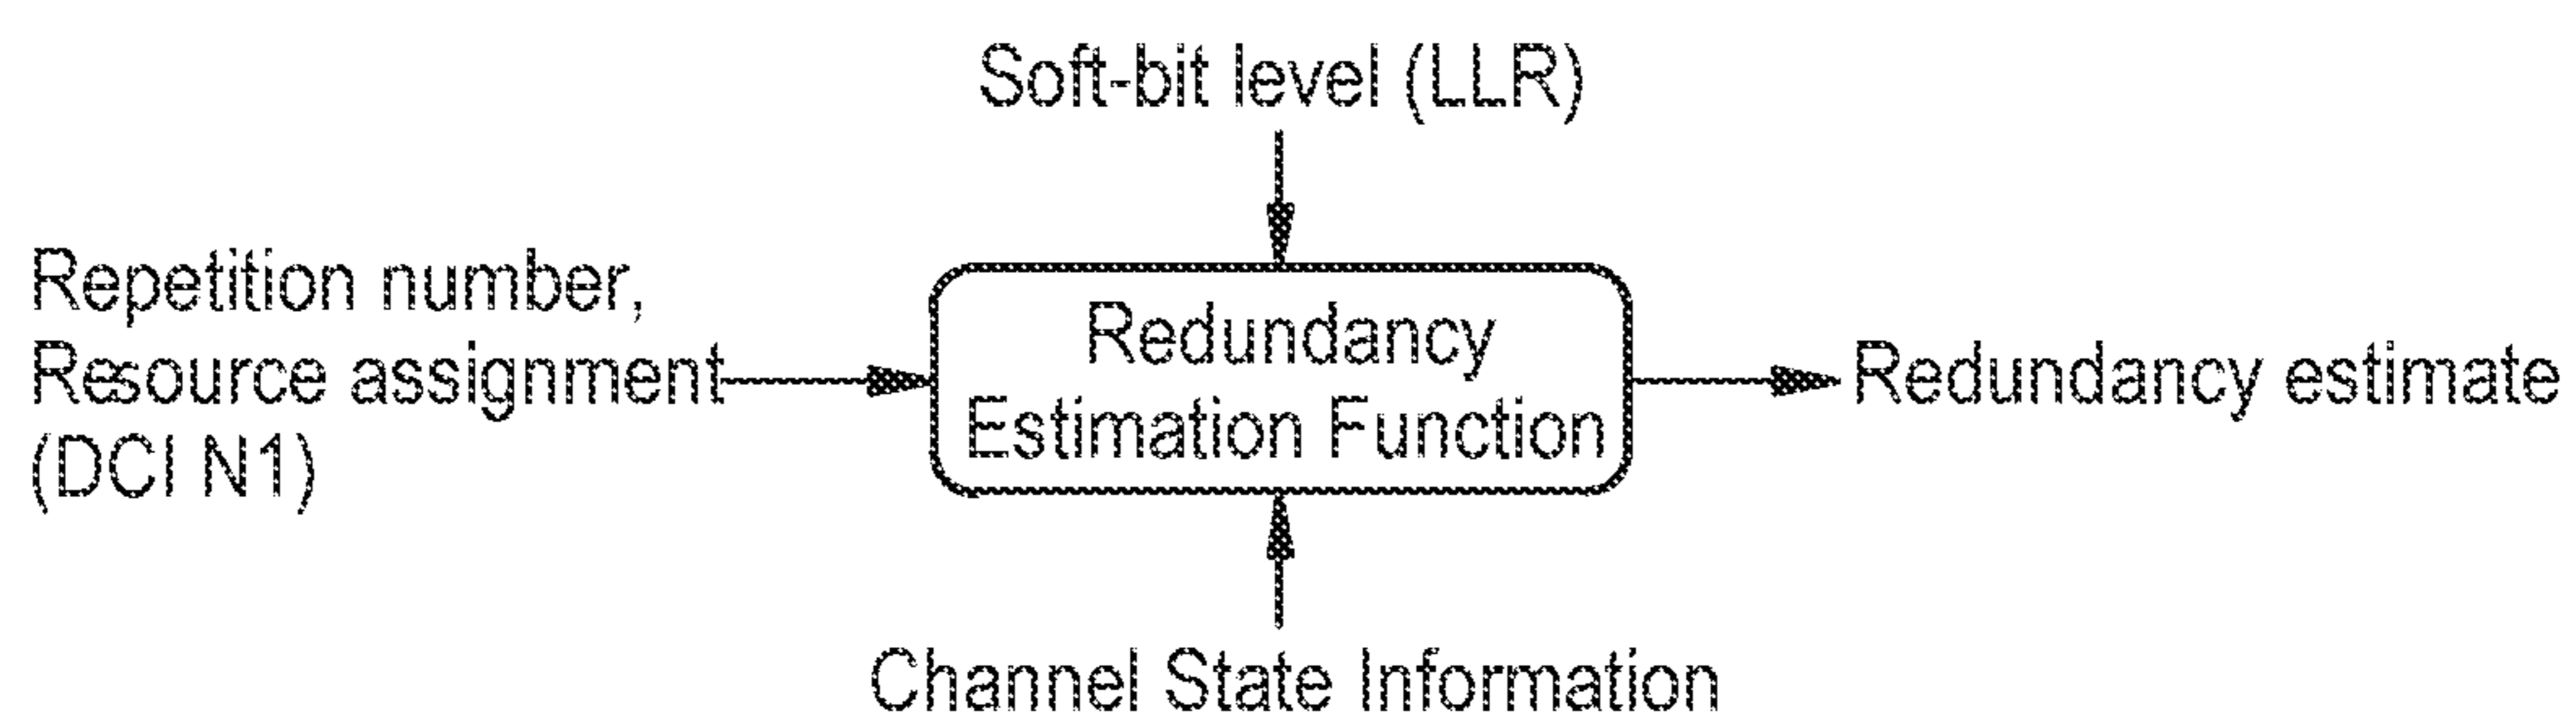 Soft-bit level (LLR)
Repetition number,
Resource assignment
(DCI N1)
Redundancy
Estimation Function
Redundancy estimate
Channel State Information